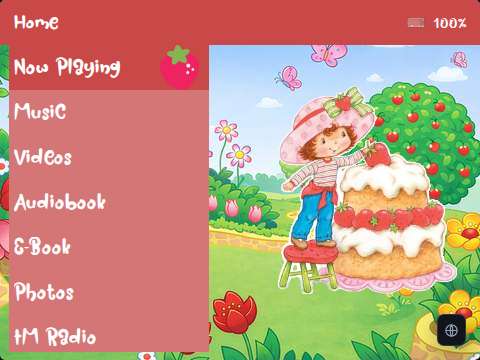 Home
100%
Now Playing
Music
Videos
Audiobook
E-Book
Photos
FM Radio